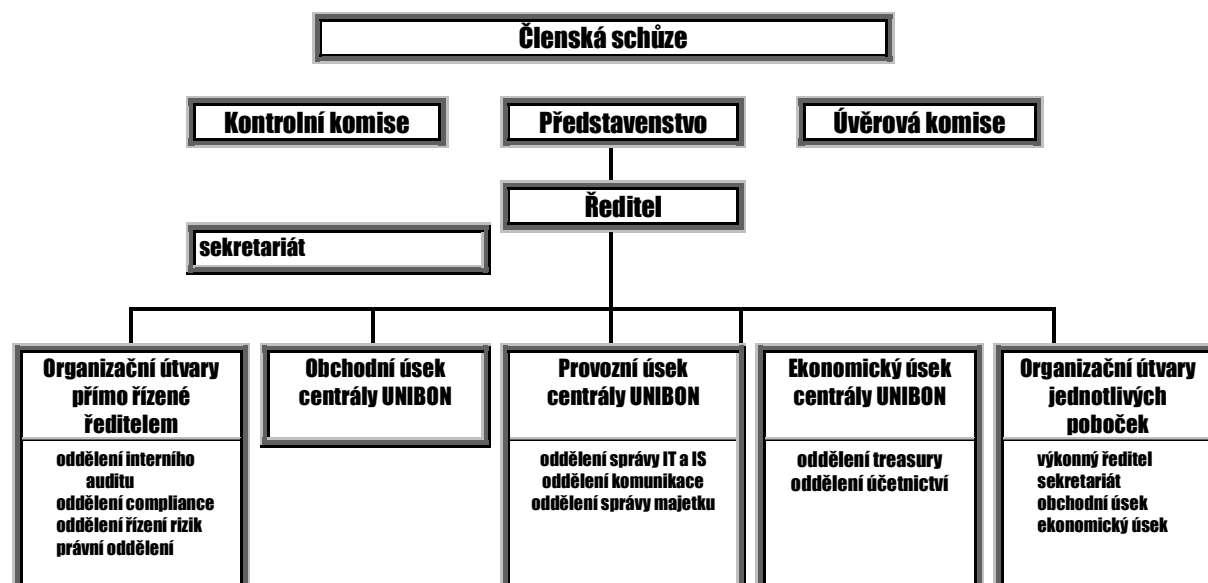 Členská schůze
Kontrolní komise
Představenstvo
Úvěrová komise
Ředitel
sekretariát
Organizační útvary
přímo řízené
ředitelem
oddělení interního
auditu
oddělení compliance
oddělení řízení rizik
právní oddělení
Obchodní úsek
centrály UNIBON
Provozní úsek
centrály UNIBON
oddělení správy IT a IS
oddělení komunikace
oddělení správy majetku
Ekonomický úsek
centrály UNIBON
oddělení treasury
oddělení účetnictví
Organizační útvary
jednotlivých
poboček
výkonný ředitel
sekretariát
obchodní úsek
ekonomický úsek